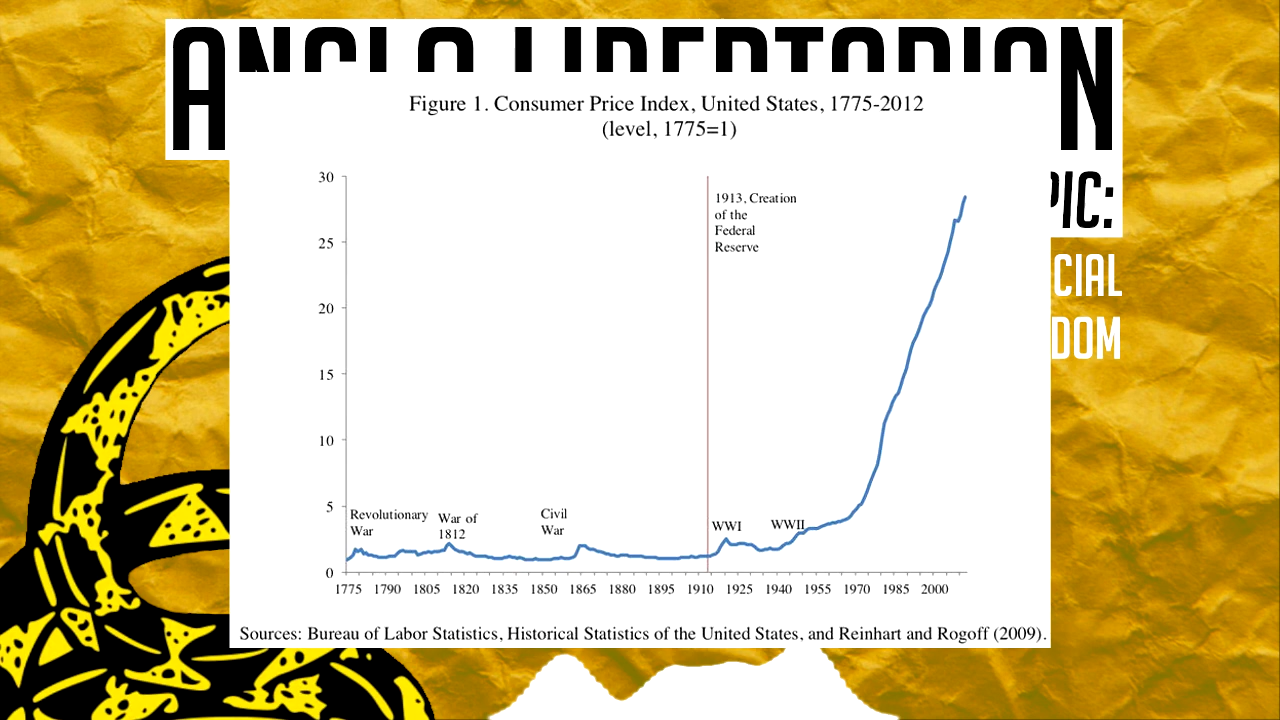 ANGLO LIBERTARIAN
PIC:
CIAL
DOM
Figure 1. Consumer Price Index, United States, 1775-2012
(level, 1775=1)
30
25
20
15
10
5
0
1913, Creation
of the
Federal
Reserve
Revolutionary
War
War of
1812
Civil
War
WWI
WWII
1775 1790 1805 1820 1835 1850 1865 1880 1895 1910 1925 1940 1955 1970 1985 2000
Sources: Bureau of Labor Statistics, Historical Statistics of the United States, and Reinhart and Rogoff (2009).